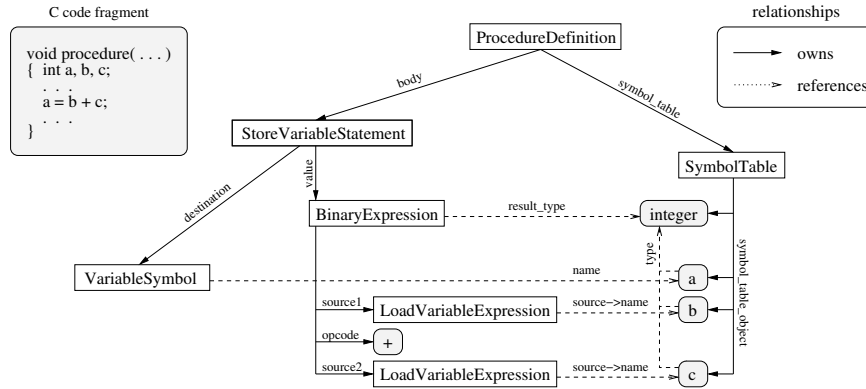 C code fragment
void procedure( . . . )
{ int a, b, c;
. . .
a = b + c;
. . .
}
relationships
owns
references
ProcedureDefinition
body
symbol_table
StoreVariableStatement
SymbolTable
destination
value
BinaryExpression
result_type
integer
type
symbol_table_object
VariableSymbol
name
a
source1
LoadVariableExpression
source->name
b
opcode
+
source2
LoadVariableExpression
source->name
c